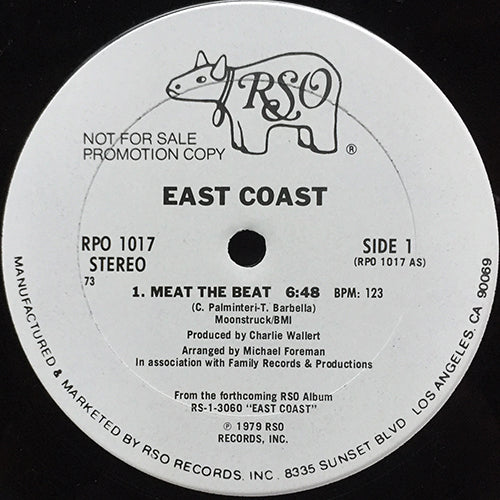 RSO
®
NOT FOR SALE
PROMOTION COPY
EAST COAST
RPO 1017
STEREO
73
SIDE 1
(RPO 1017 AS)
1. MEAT THE BEAT 6:48 BPM: 123
(C. Palminteri-T. Barbella)
Moonstruck/BMI
Produced by Charlie Wallert
Arranged by Michael Foreman
In association with Family Records & Productions
From the forthcoming RSO Album
RS-1-3060 "EAST COAST"
℗ 1979 RSO
RECORDS, INC.
MANUFACTURED & MARKETED BY RSO RECORDS, INC. 8335 SUNSET BLVD LOS ANGELES, CA 90069